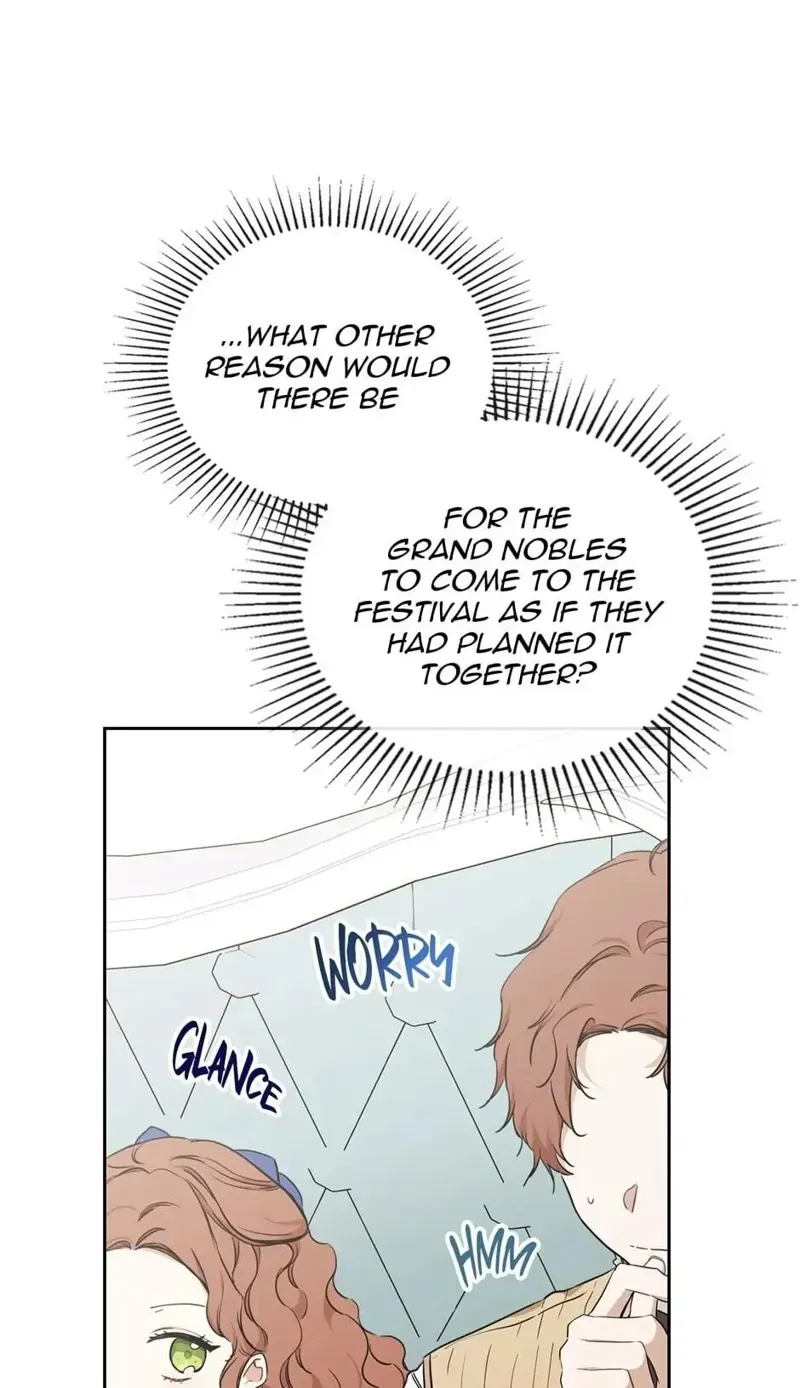 ...WHAT OTHER
REASON WOULD
THERE BE
FOR THE
GRAND NOBLES
TO COME TO THE
FESTIVAL AS IF THEY
HAD PLANNED IT
TOGETHER?
WORRY
GLANCE
HMM